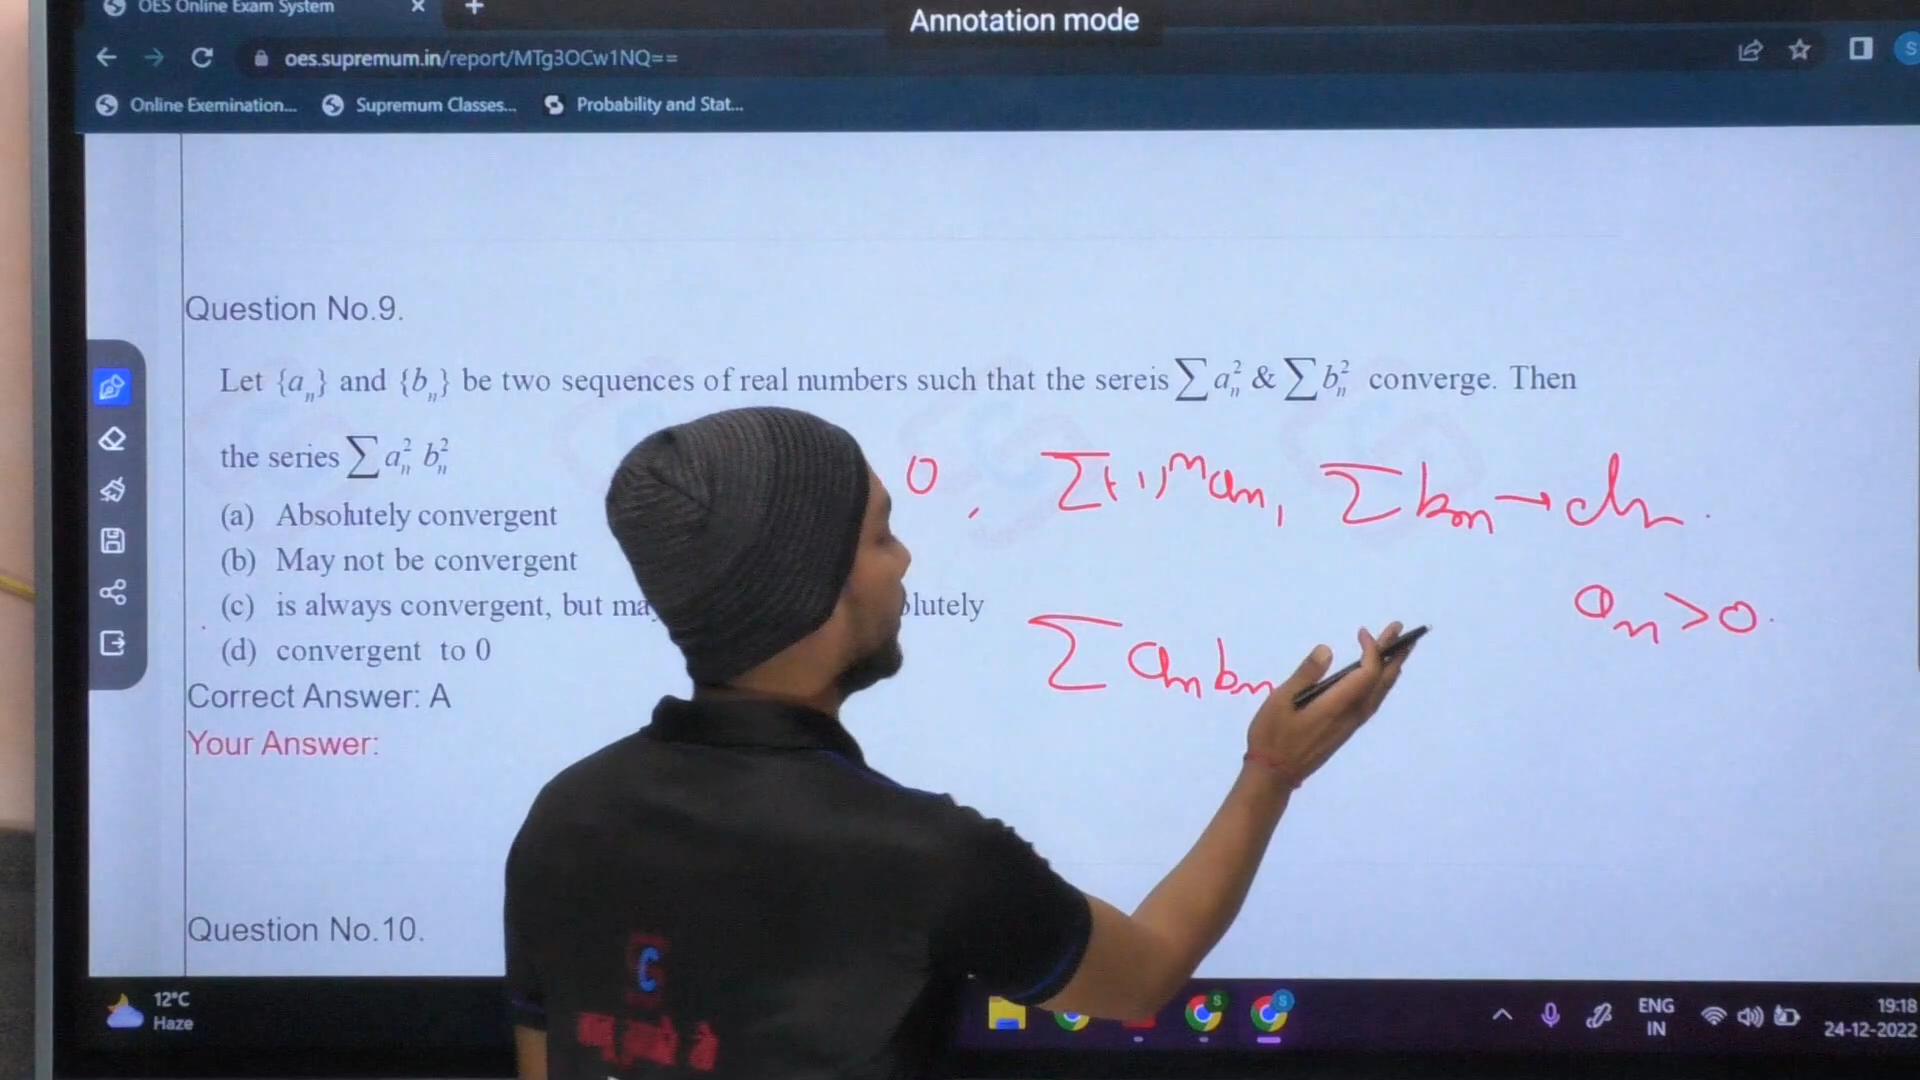 OES Online Exam System
Annotation mode
oes.supremum.in/report/MTg3OCw1NQ==
Online Exemination... Supremum Classes... Probability and Stat...
Question No.9.
Let {aₙ} and {bₙ} be two sequences of real numbers such that the sereis ∑aₙ² & ∑bₙ² converge. Then
the series ∑aₙ² bₙ²
0, ∑(-1)ⁿaₙ, ∑bₙ →
(a) Absolutely convergent
(b) May not be convergent
aₙ>0.
(c) is always convergent, but
(d) convergent to 0
∑aₙbₙ
Correct Answer: A
Your Answer:
Question No.10.
C
12°C
Haze
ENG
IN
19:18
24-12-2022